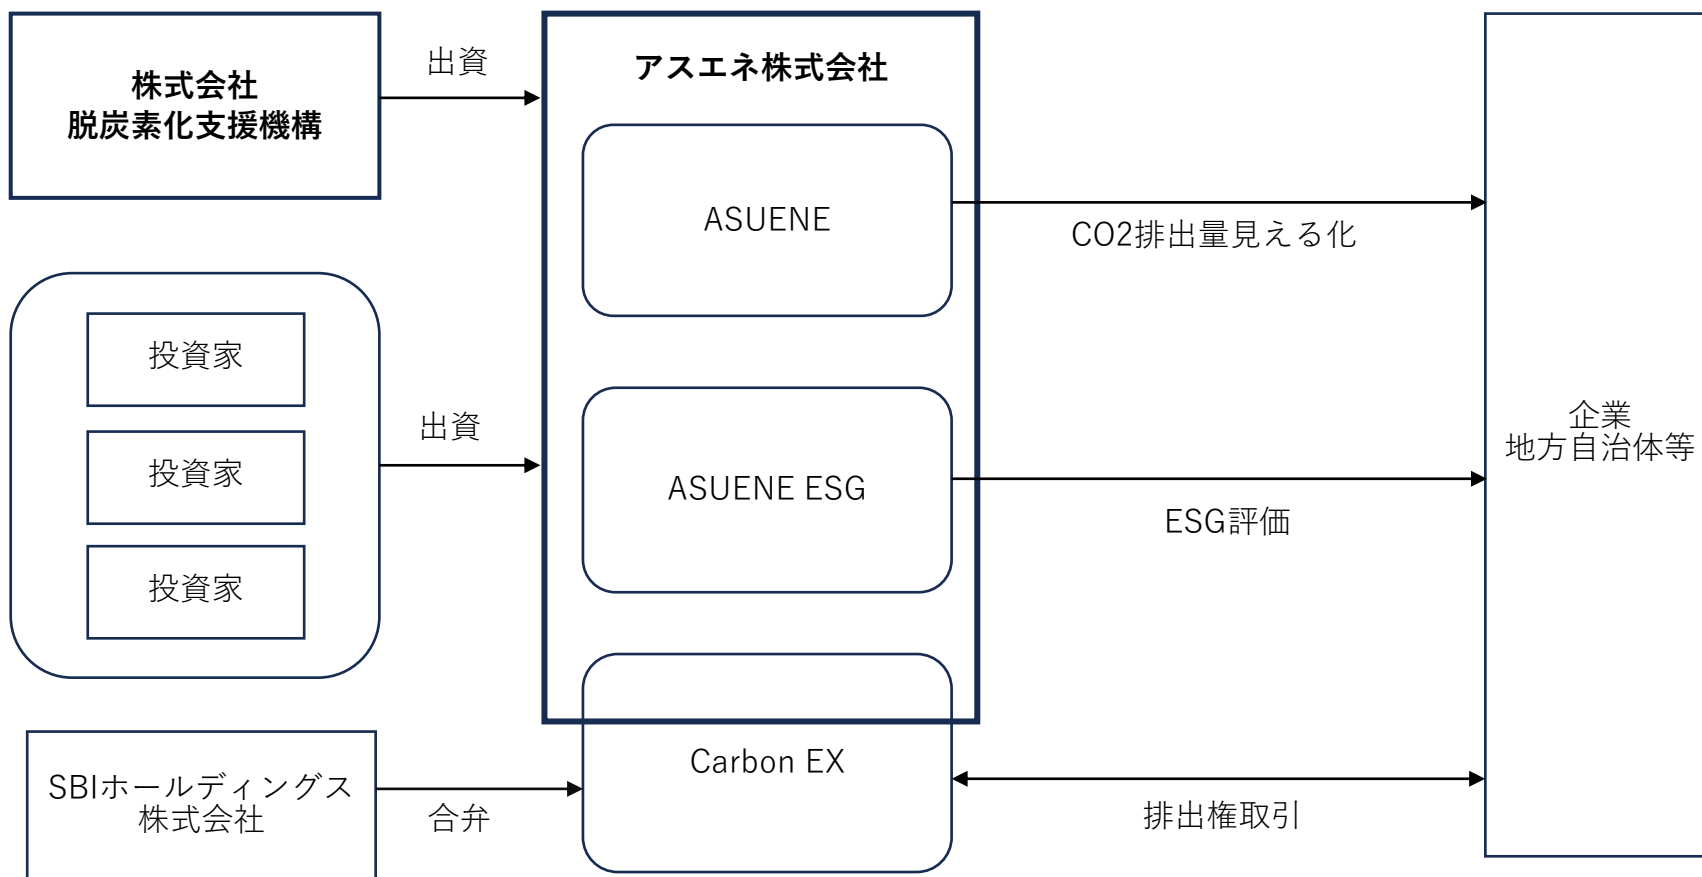 株式会社
脱炭素化支援機構
出資
アスエネ株式会社
ASUENE
CO2排出量見える化
投資家
投資家
投資家
出資
ASUENE ESG
ESG評価
企業
地方自治体等
SBIホールディングス
株式会社
合弁
Carbon EX
排出権取引